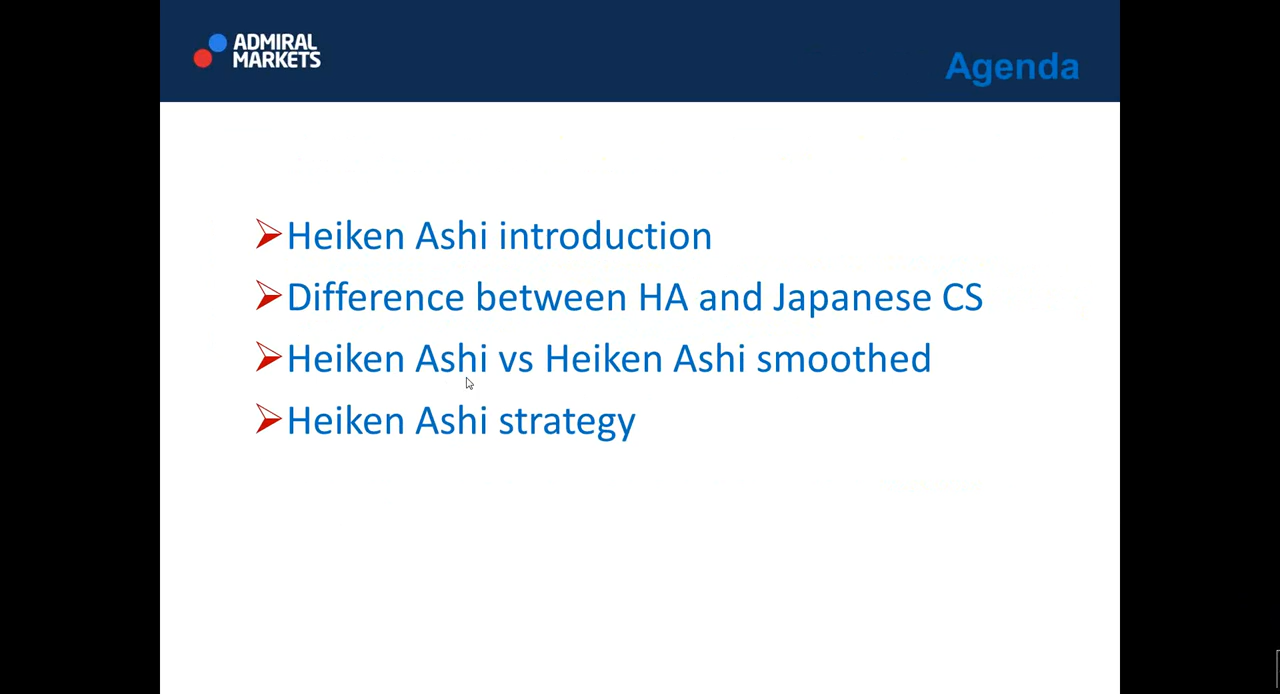 ADMIRAL
MARKETS
Agenda
Heiken Ashi introduction
Difference between HA and Japanese CS
Heiken Ashi vs Heiken Ashi smoothed
Heiken Ashi strategy